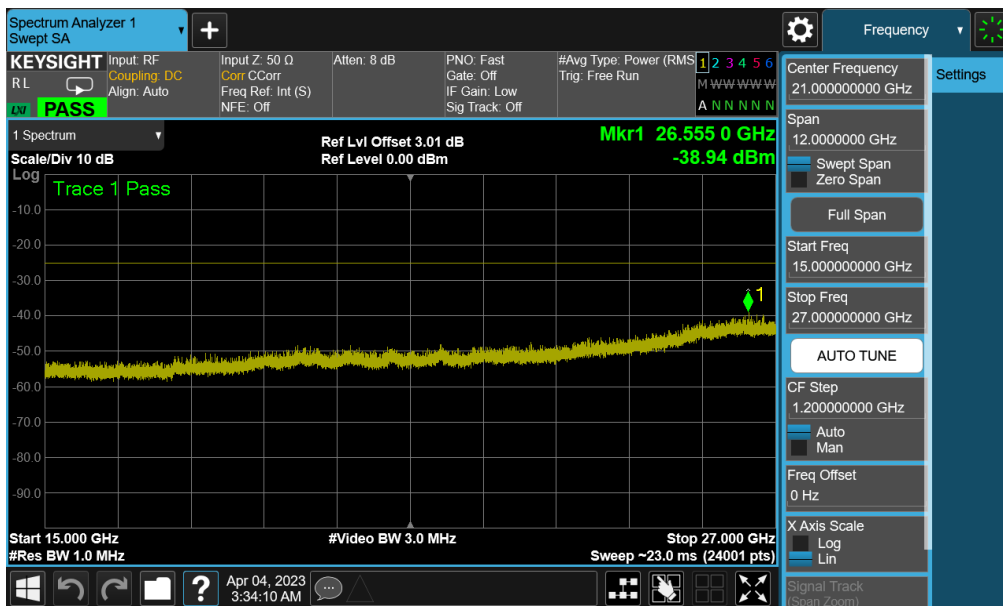 Spectrum Analyzer 1
Swept SA
Frequency
KEYSIGHT
RL
LXI
PASS
Input: RF
Coupling: DC
Align: Auto
Input Z: 50 Ω
Corr CCorr
Freq Ref: Int (S)
NFE: Off
Atten: 8 dB
PNO: Fast
Gate: Off
IF Gain: Low
Sig Track: Off
#Avg Type: Power (RMS
Trig: Free Run
1 2 3 4 5 6
M W W W W W
A N N N N N
1 Spectrum
Scale/Div 10 dB
Ref Lvl Offset 3.01 dB
Ref Level 0.00 dBm
Mkr1 26.555 0 GHz
-38.94 dBm
Log
Trace 1 Pass
-10.0
-20.0
-30.0
-40.0
-50.0
-60.0
-70.0
-80.0
-90.0
1
Start 15.000 GHz
#Res BW 1.0 MHz
#Video BW 3.0 MHz
Stop 27.000 GHz
Sweep ~23.0 ms (24001 pts)
Center Frequency
21.000000000 GHz
Span
12.0000000 GHz
Swept Span
Zero Span
Full Span
Start Freq
15.000000000 GHz
Stop Freq
27.000000000 GHz
AUTO TUNE
CF Step
1.200000000 GHz
Auto
Man
Freq Offset
0 Hz
X Axis Scale
Log
Lin
Signal Track
(Span Zoom)
Settings
?
Apr 04, 2023
3:34:10 AM